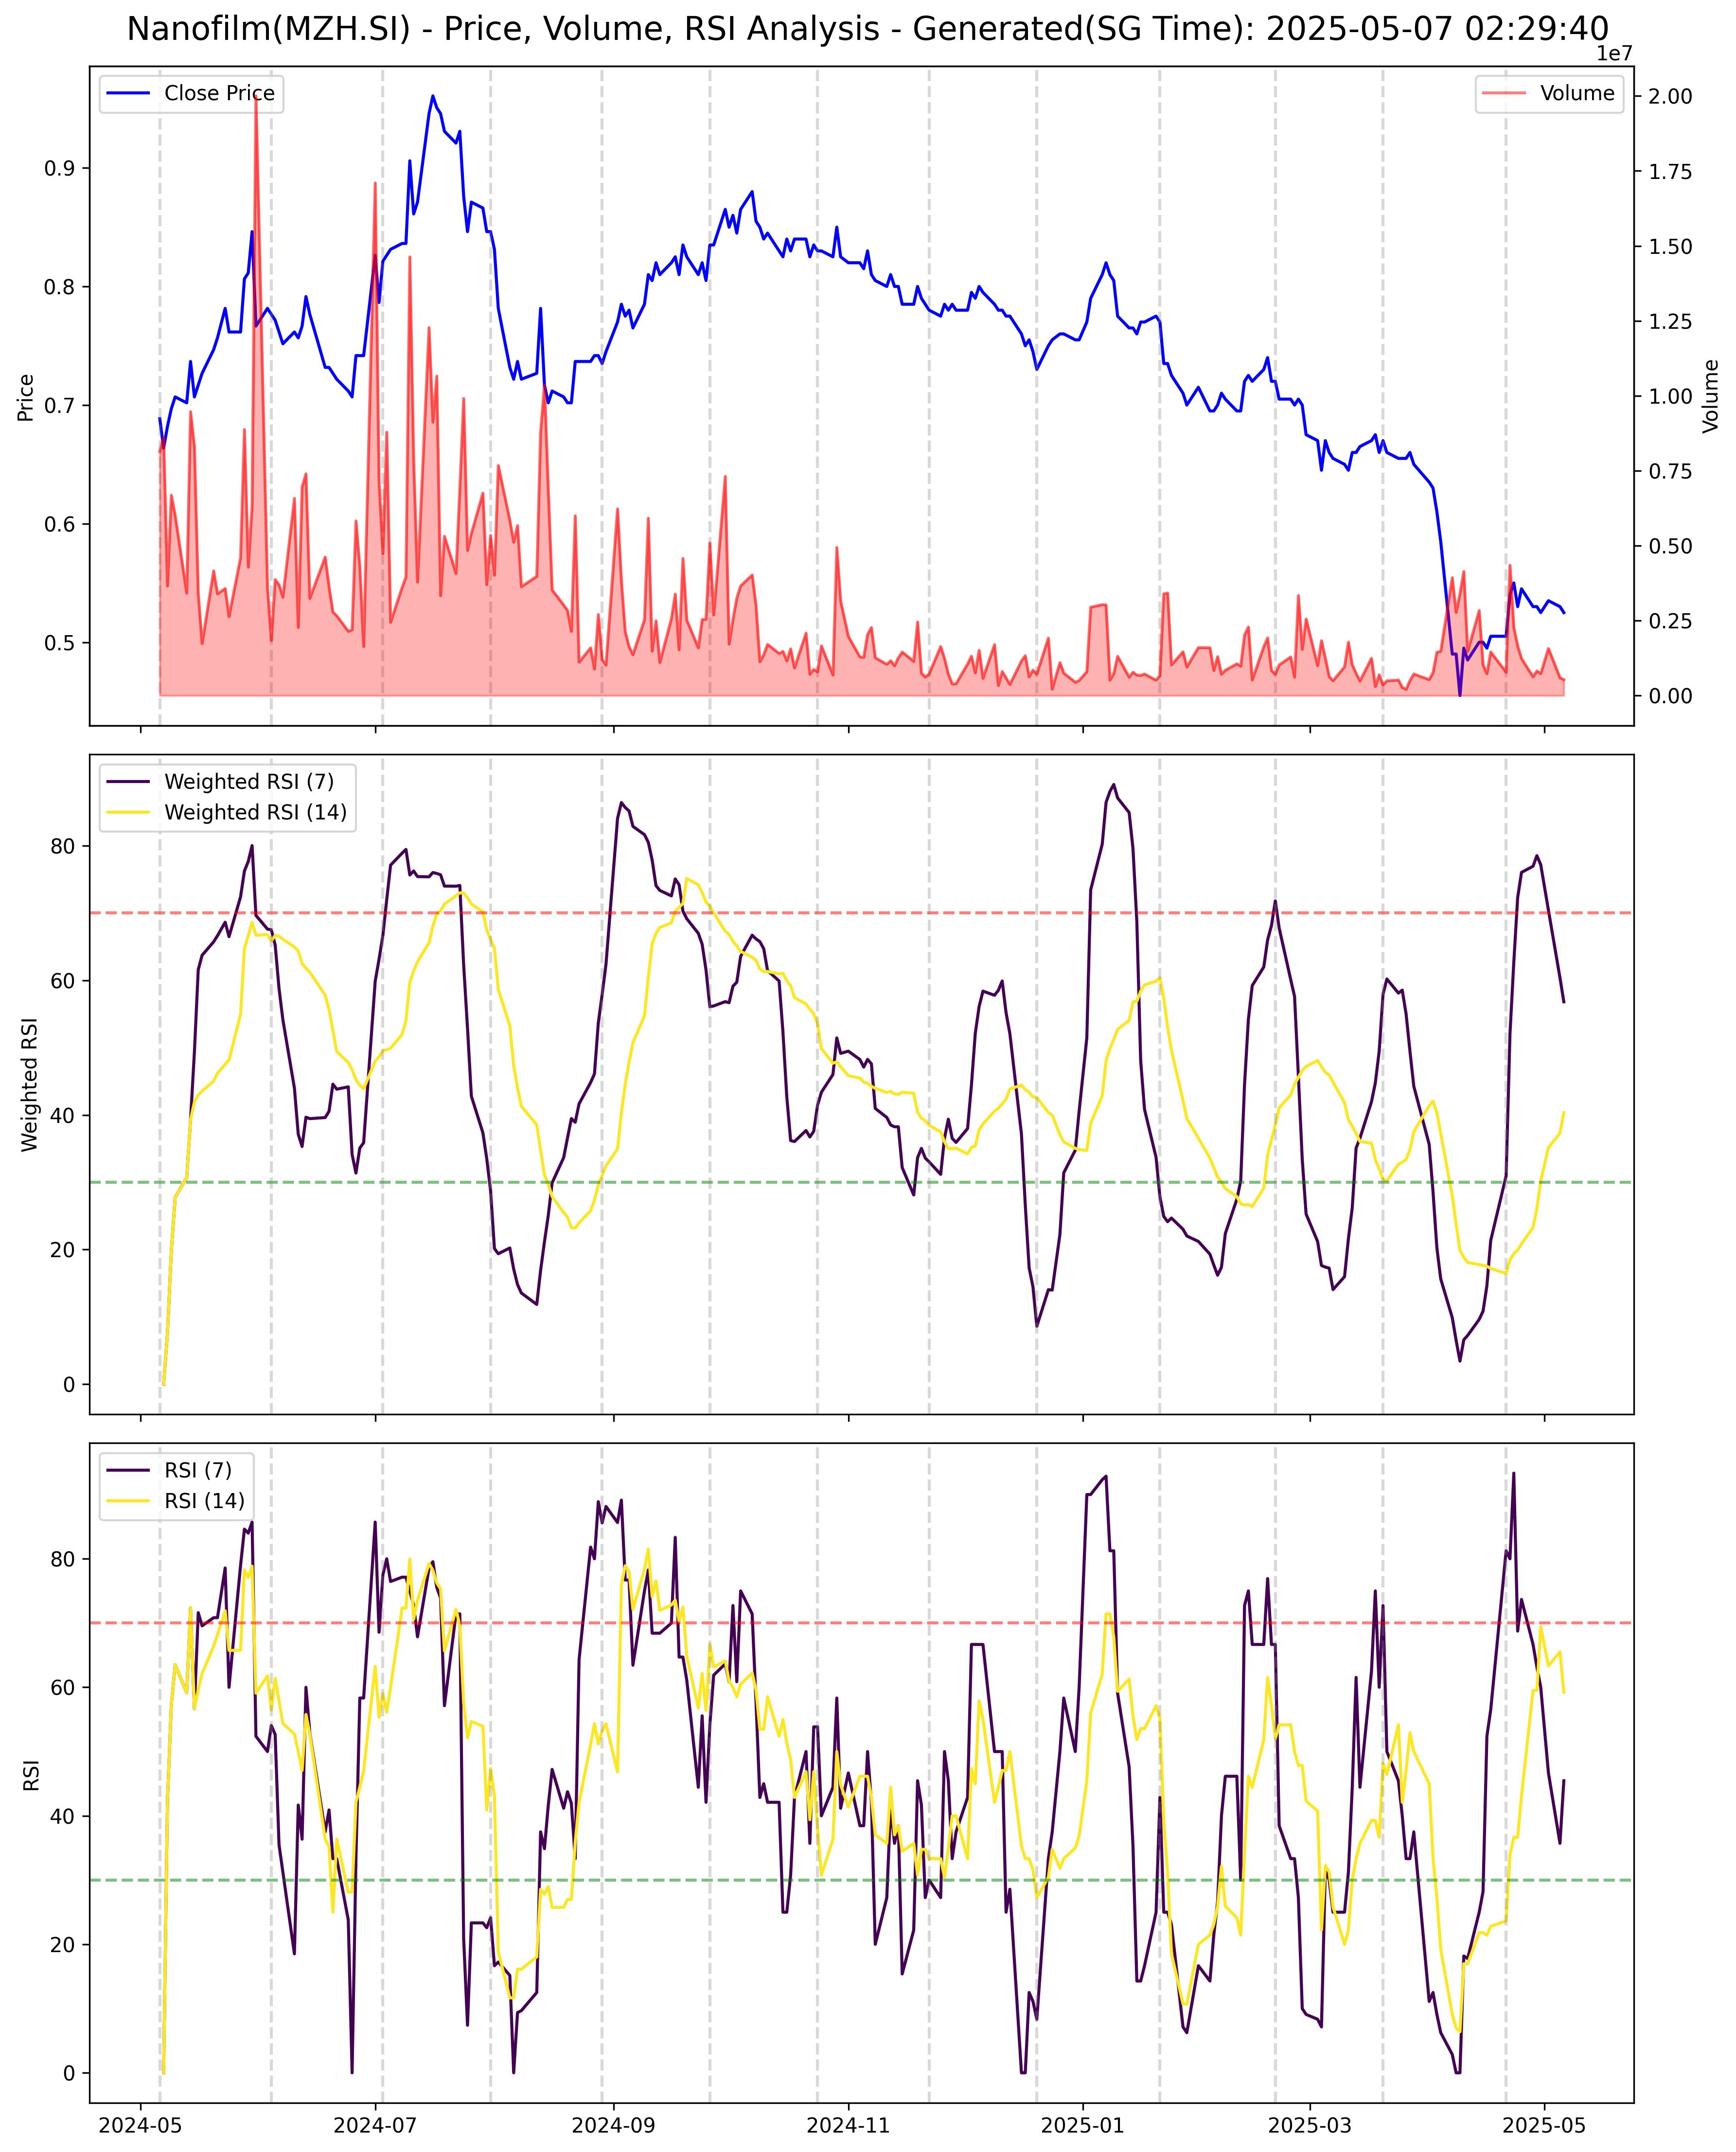 Nanofilm(MZH.SI) - Price, Volume, RSI Analysis - Generated(SG Time): 2025-05-07 02:29:40
1e7
Close Price
Volume
0.9
0.8
0.7
0.6
0.5
Price
2.00
1.75
1.50
1.25
1.00
0.75
0.50
0.25
0.00
Volume
Weighted RSI (7)
Weighted RSI (14)
80
60
40
20
0
Weighted RSI
RSI (7)
RSI (14)
80
60
40
20
0
RSI
2024-05 2024-07 2024-09 2024-11 2025-01 2025-03 2025-05